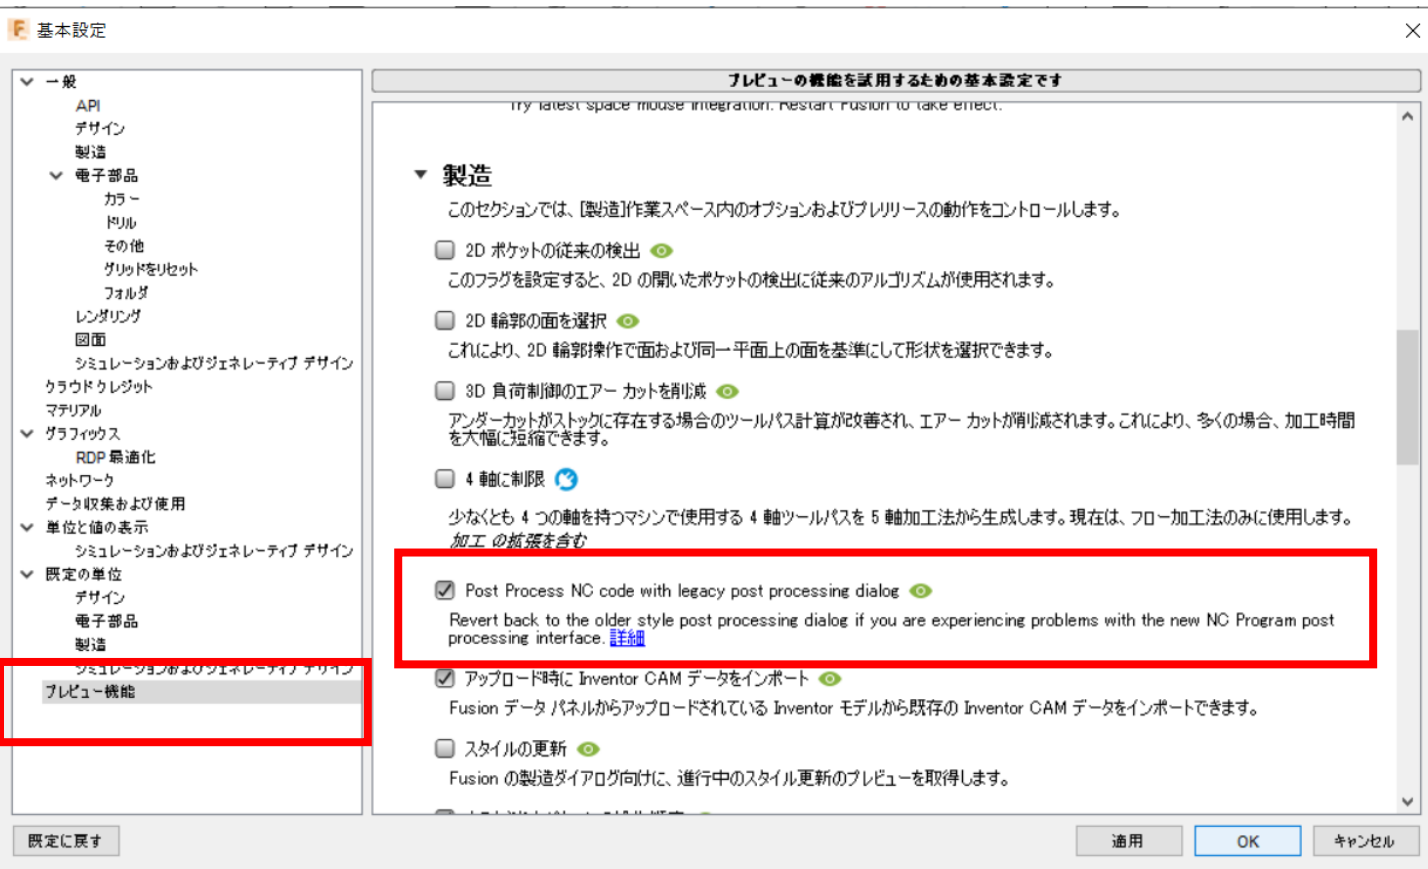 基本設定
一般
API
デザイン
製造
電子部品
カラー
ドリル
その他
グリッドをリセット
フォルダ
レンダリング
図面
シミュレーションおよびジェネレーティブ デザイン
クラウド クレジット
マテリアル
グラフィックス
RDP 最適化
ネットワーク
データ収集および使用
単位と値の表示
シミュレーションおよびジェネレーティブ デザイン
既定の単位
デザイン
電子部品
製造
シミュレーションおよびジェネレーティブ デザイン
プレビュー機能
プレビューの機能を試用するための基本設定です
Try latest space mouse integration. Restart Fusion to take effect.
製造
このセクションでは、[製造]作業スペース内のオプションおよびプレリリースの動作をコントロールします。
2D ポケットの従来の検出
このフラグを設定すると、2D の開いたポケットの検出に従来のアルゴリズムが使用されます。
2D 輪郭の面を選択
これにより、2D 輪郭操作で面および同一平面上の面を基準にして形状を選択できます。
3D 負荷制御のエアー カットを削減
アンダーカットがストックに存在する場合のツールパス計算が改善され、エアー カットが削減されます。これにより、多くの場合、加工時間
を大幅に短縮できます。
4 軸に制限
少なくとも 4 つの軸を持つマシンで使用する 4 軸ツールパスを 5 軸加工法から生成します。現在は、フロー加工法のみに使用します。
加工 の拡張を含む
Post Process NC code with legacy post processing dialog
Revert back to the older style post processing dialog if you are experiencing problems with the new NC Program post
processing interface. 詳細
アップロード時に Inventor CAM データをインポート
Fusion データ パネルからアップロードされている Inventor モデルから既存の Inventor CAM データをインポートできます。
スタイルの更新
Fusion の製造ダイアログ向けに、進行中のスタイル更新のプレビューを取得します。
既定に戻す
適用
OK
キャンセル